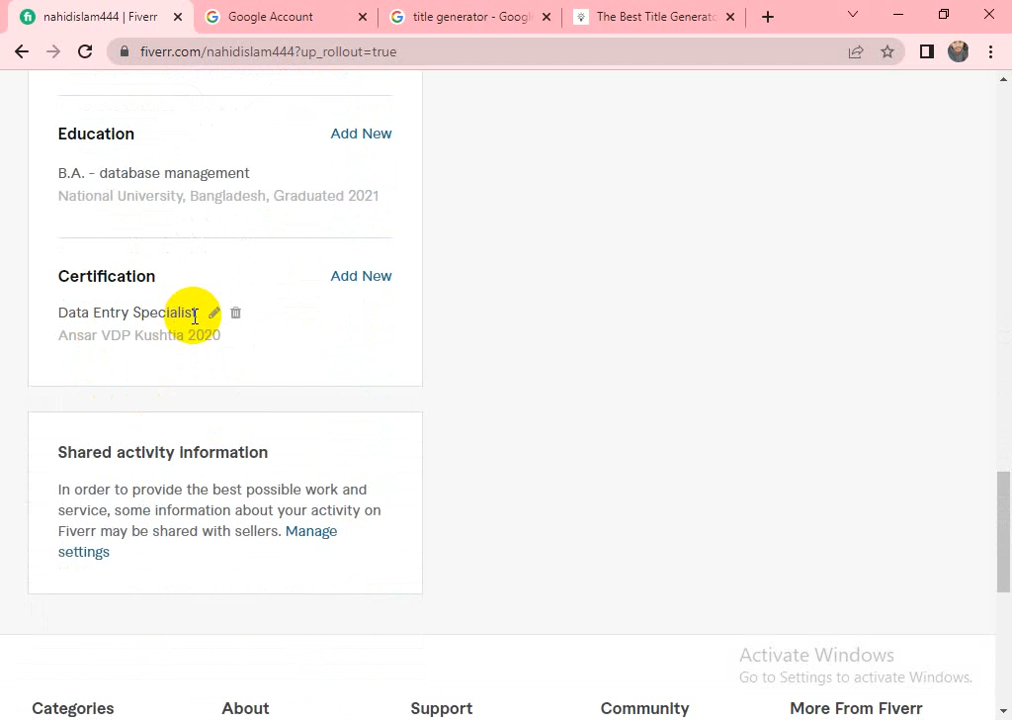 nahidislam444 | Fiverr
Google Account
title generator - Goog
The Best Title Generato
fiverr.com/nahidislam444?up_rollout=true
Education
Add New
B.A. - database management
National University, Bangladesh, Graduated 2021
Certification
Add New
Data Entry Specialist
Ansar VDP Kushtia 2020
Shared activity information
In order to provide the best possible work and
service, some information about your activity on
Fiverr may be shared with sellers. Manage
settings
Activate Windows
Go to Settings to activate Windows.
Categories
About
Support
Community
More From Fiverr